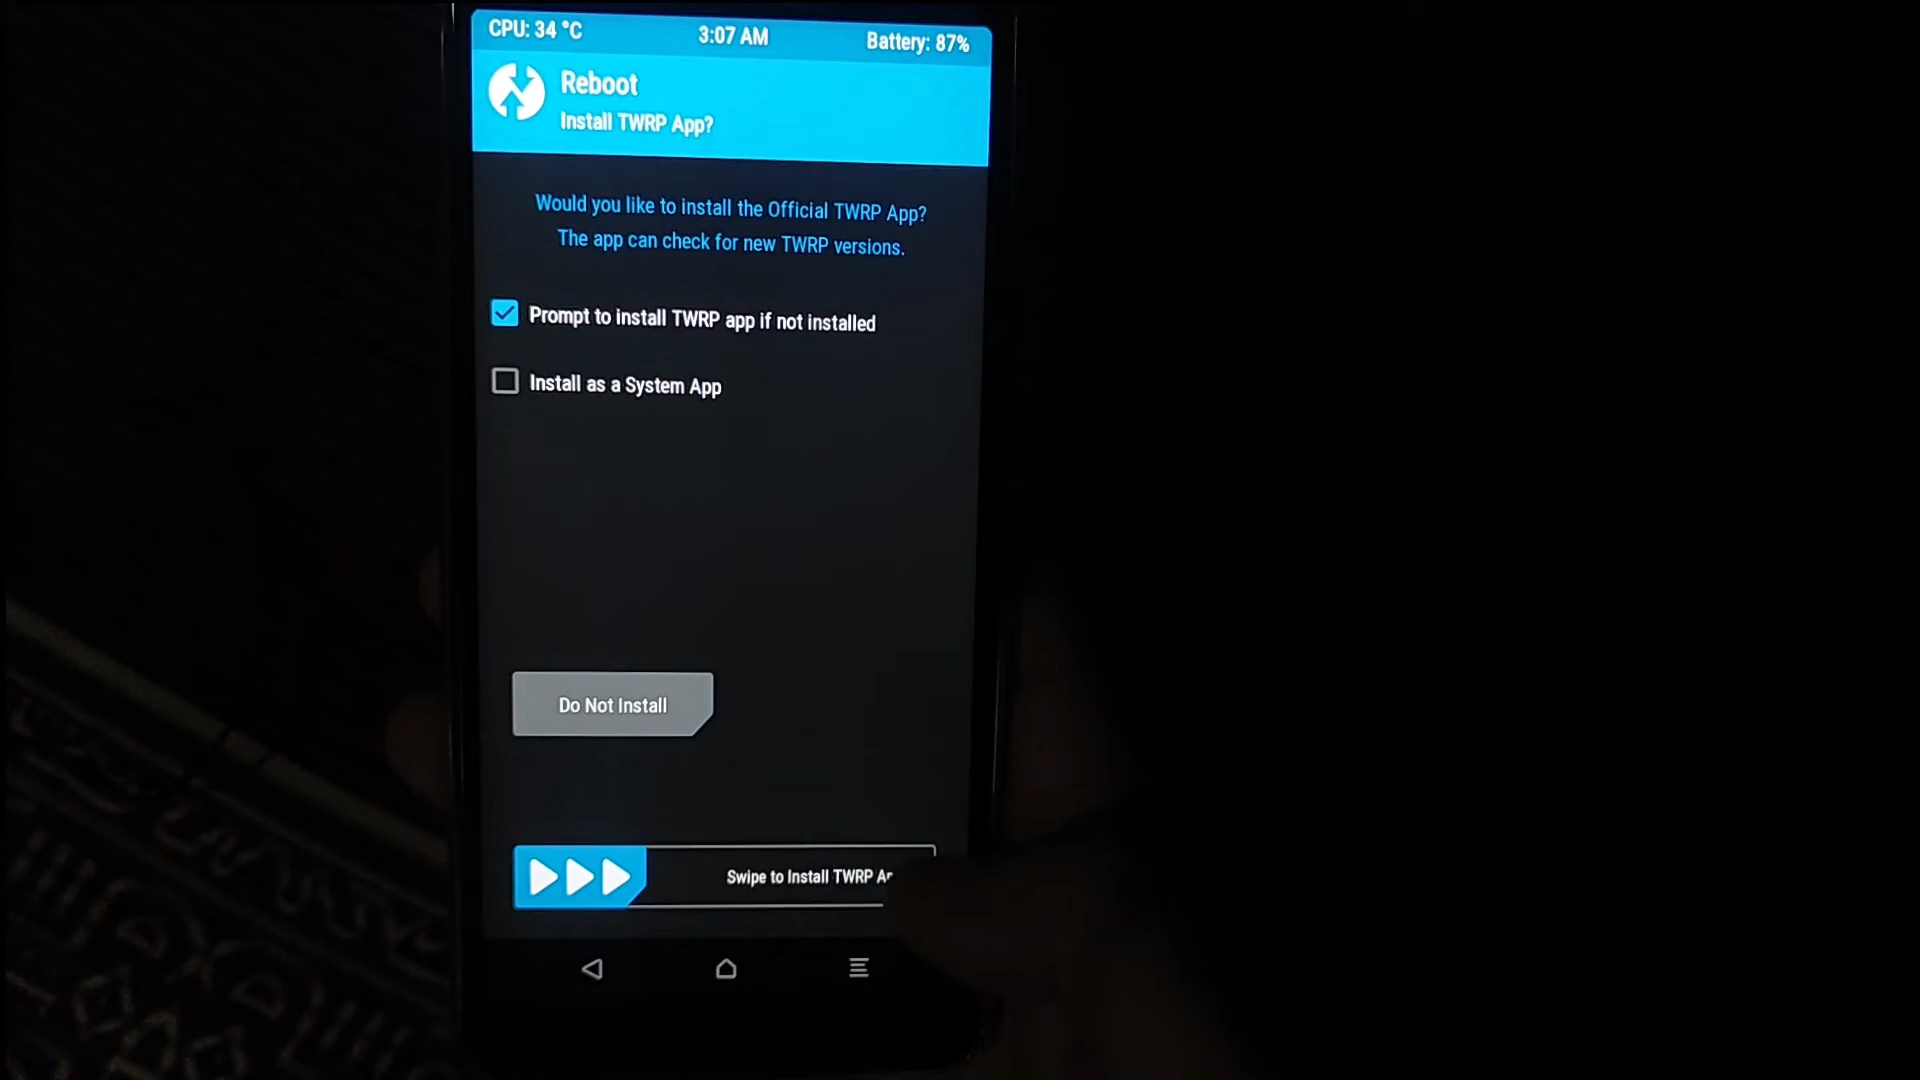 CPU: 34 °C 3:07 AM Battery: 87%
Reboot
Install TWRP App?
Would you like to install the Official TWRP App?
The app can check for new TWRP versions.
Prompt to install TWRP app if not installed
Install as a System App
Do Not Install
Swipe to Install TWRP